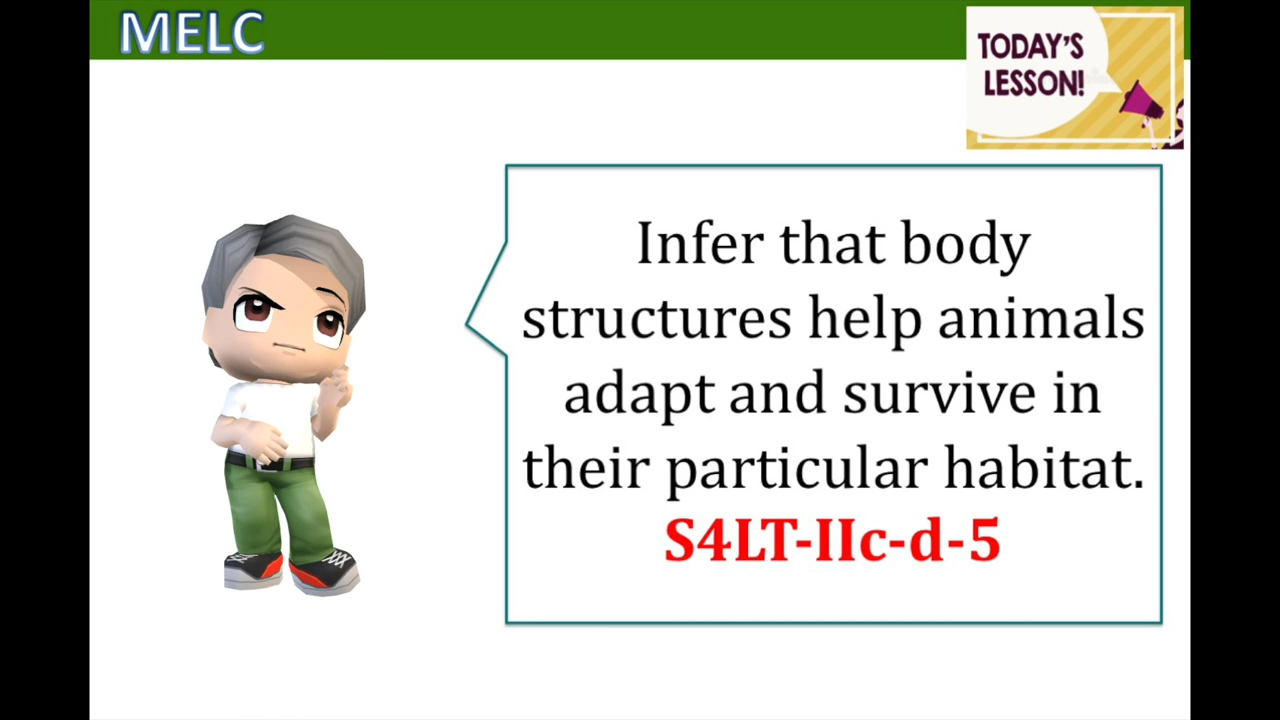 MELC
TODAY'S
LESSON!
Infer that body
structures help animals
adapt and survive in
their particular habitat.
S4LT-IIc-d-5